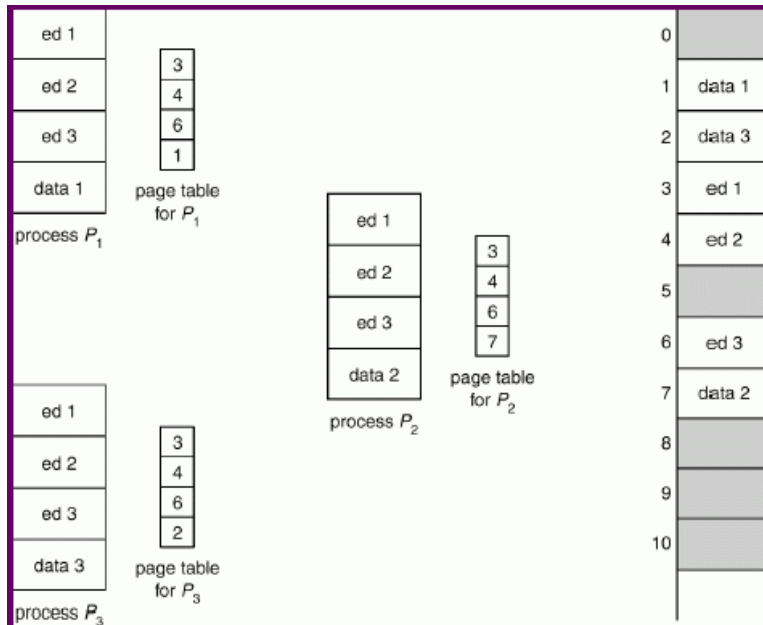 ed 1
ed 2
ed 3
data 1
process P1
3
4
6
1
page table
for P1
ed 1
ed 2
ed 3
data 2
process P2
3
4
6
7
page table
for P2
ed 1
ed 2
ed 3
data 3
process P3
3
4
6
2
page table
for P3
0
1 data 1
2 data 3
3 ed 1
4 ed 2
5
6 ed 3
7 data 2
8
9
10